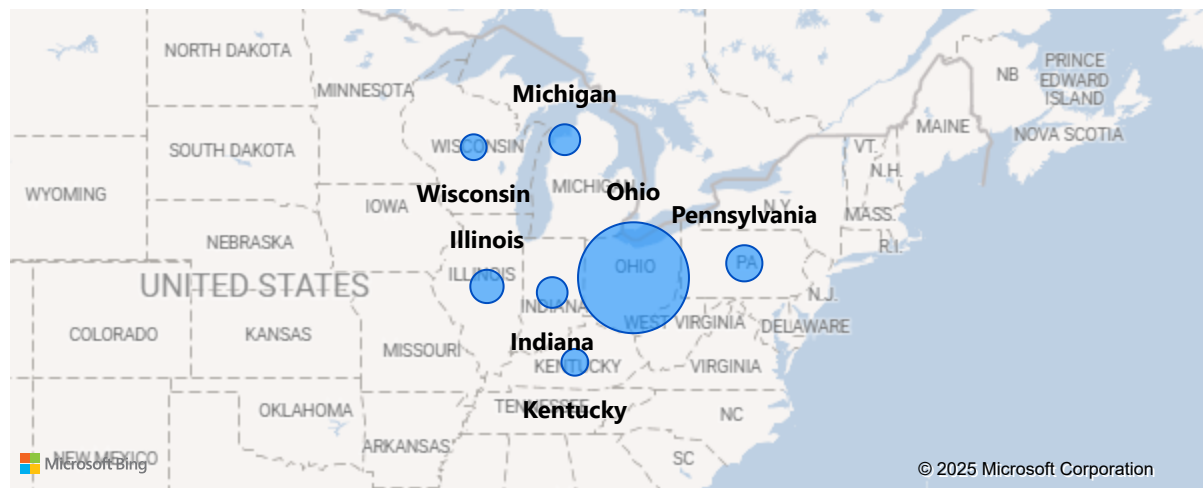 NORTH DAKOTA
MINNESOTA
Michigan
NB
PRINCE
EDWARD
ISLAND
MAINE
NOVA SCOTIA
SOUTH DAKOTA
WISCONSIN
VT.
N.H.
WYOMING
IOWA
Wisconsin
MICHIGAN
Ohio
N.Y.
MASS.
Pennsylvania
NEBRASKA
Illinois
R.I.
ILLINOIS
OHIO
PA
UNITED STATES
INDIANA
N.J.
COLORADO
KANSAS
MISSOURI
WEST VIRGINIA
DELAWARE
Indiana
KENTUCKY
VIRGINIA
OKLAHOMA
TENNESSEE
Kentucky
NC
ARKANSAS
NEW MEXICO
Microsoft Bing
SC
© 2025 Microsoft Corporation